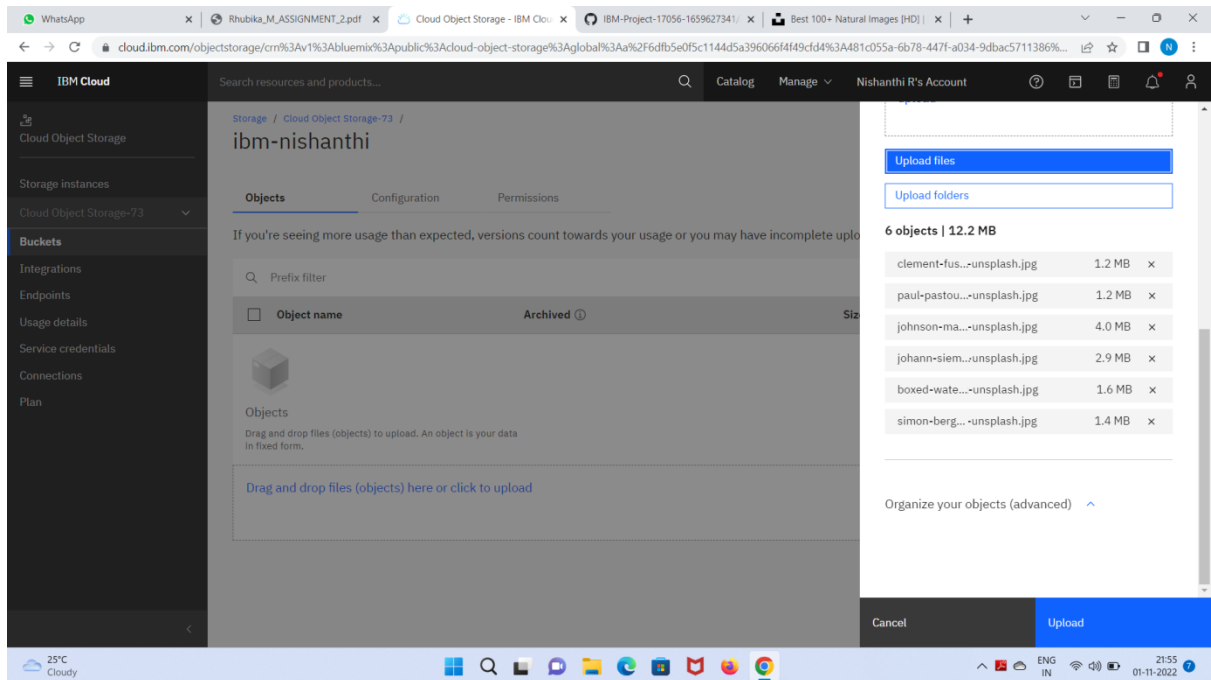 WhatsApp
Rhubika_M_ASSIGNMENT_2.pdf
Cloud Object Storage - IBM Clou
IBM-Project-17056-1659627341/
Best 100+ Natural Images [HD] |
cloud.ibm.com/objectstorage/crn%3Av1%3Abluemix%3Apublic%3Acloud-object-storage%3Aglobal%3Aa%2F6dfb5e0f5c1144d5a396066f4f49cfd4%3A481c055a-6b78-447f-a034-9dbac5711386%...
N
IBM Cloud
Search resources and products...
Catalog
Manage
Nishanthi R's Account
Cloud Object Storage
Storage instances
Cloud Object Storage-73
Buckets
Integrations
Endpoints
Usage details
Service credentials
Connections
Plan
Storage / Cloud Object Storage-73 /
ibm-nishanthi
Objects Configuration Permissions
If you're seeing more usage than expected, versions count towards your usage or you may have incomplete uplo
Prefix filter
Object name Archived Siz
Objects
Drag and drop files (objects) to upload. An object is your data
in fixed form.
Drag and drop files (objects) here or click to upload
Upload files
Upload folders
6 objects | 12.2 MB
clement-fus...-unsplash.jpg 1.2 MB
paul-pastou...-unsplash.jpg 1.2 MB
johnson-ma...-unsplash.jpg 4.0 MB
johann-siem...-unsplash.jpg 2.9 MB
boxed-wate...-unsplash.jpg 1.6 MB
simon-berg...-unsplash.jpg 1.4 MB
Organize your objects (advanced)
Cancel Upload
25°C
Cloudy
ENG
IN
21:55
01-11-2022
7